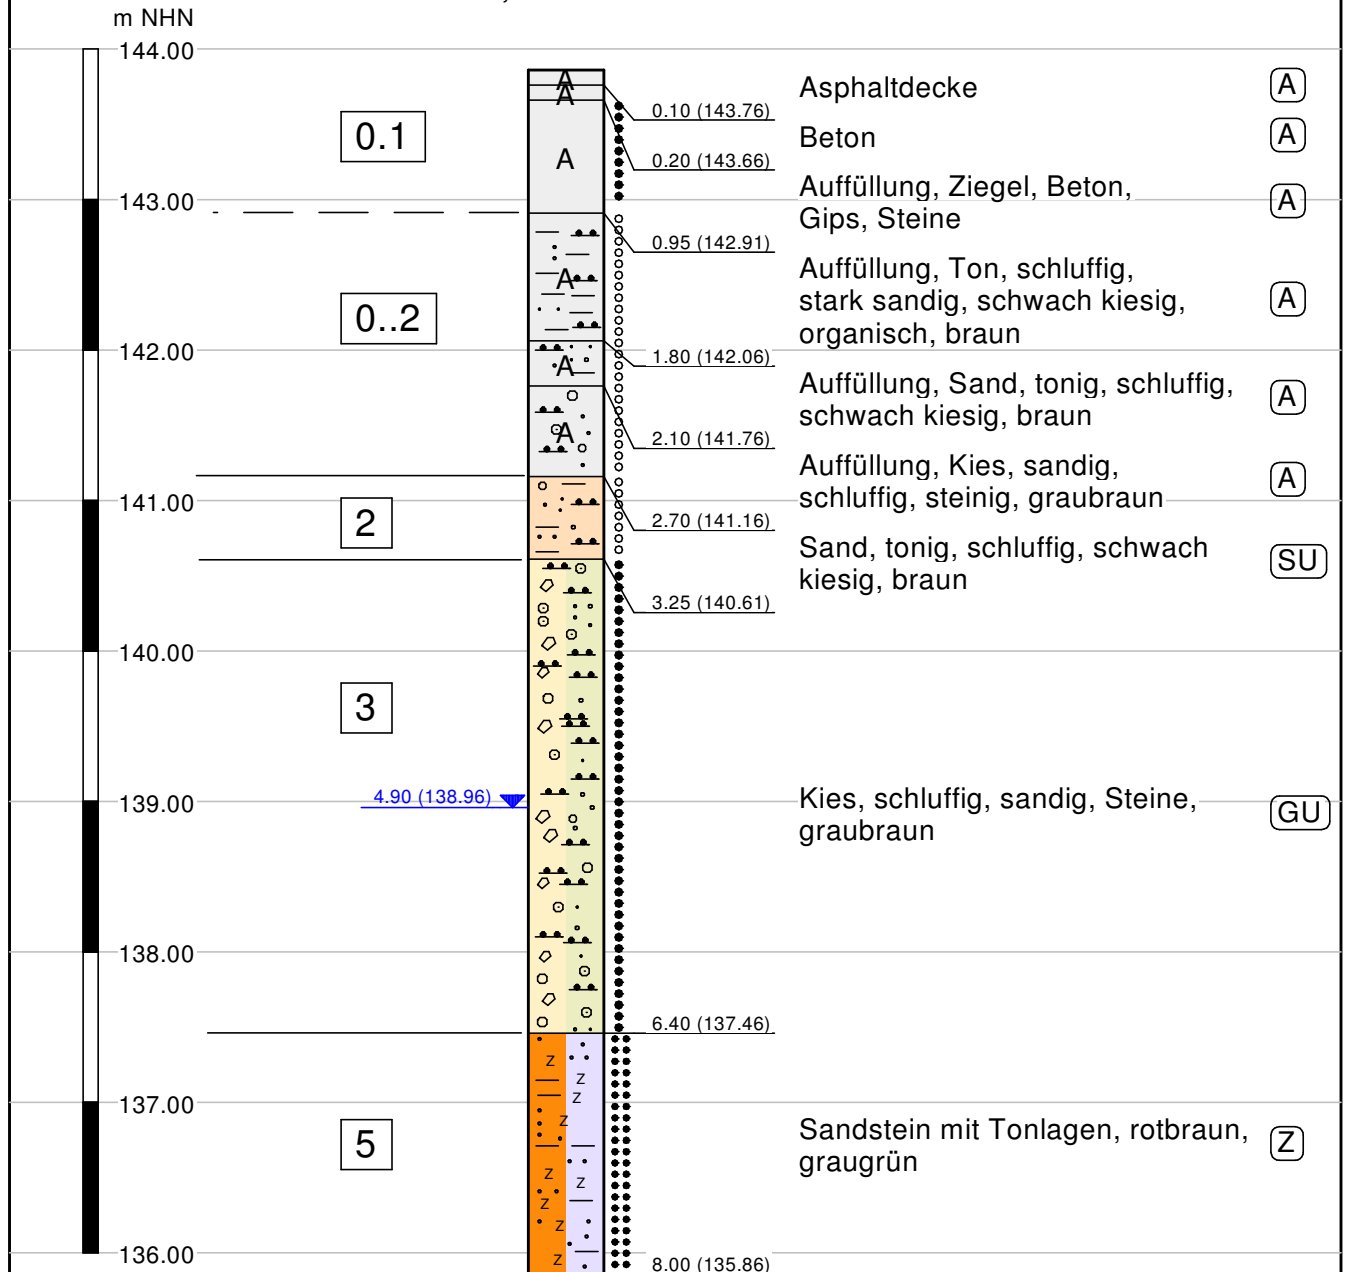 m NHN
144.00
A
A
0.10 (143.76)
Asphaltdecke
A
0.1
Beton
A
A
0.20 (143.66)
143.00
Auffüllung, Ziegel, Beton,
Gips, Steine
A
0.95 (142.91)
0..2
A
Auffüllung, Ton, schluffig,
stark sandig, schwach kiesig,
organisch, braun
A
142.00
A
1.80 (142.06)
Auffüllung, Sand, tonig, schluffig,
schwach kiesig, braun
A
A
2.10 (141.76)
141.00
Auffüllung, Kies, sandig,
schluffig, steinig, graubraun
A
2
2.70 (141.16)
Sand, tonig, schluffig, schwach
kiesig, braun
SU
3.25 (140.61)
140.00
3
4.90 (138.96)
139.00
Kies, schluffig, sandig, Steine,
graubraun
GU
138.00
6.40 (137.46)
z
z
z
137.00
z
5
Sandstein mit Tonlagen, rotbraun,
graugrün
Z
z
z
z
z
136.00
z
8.00 (135.86)